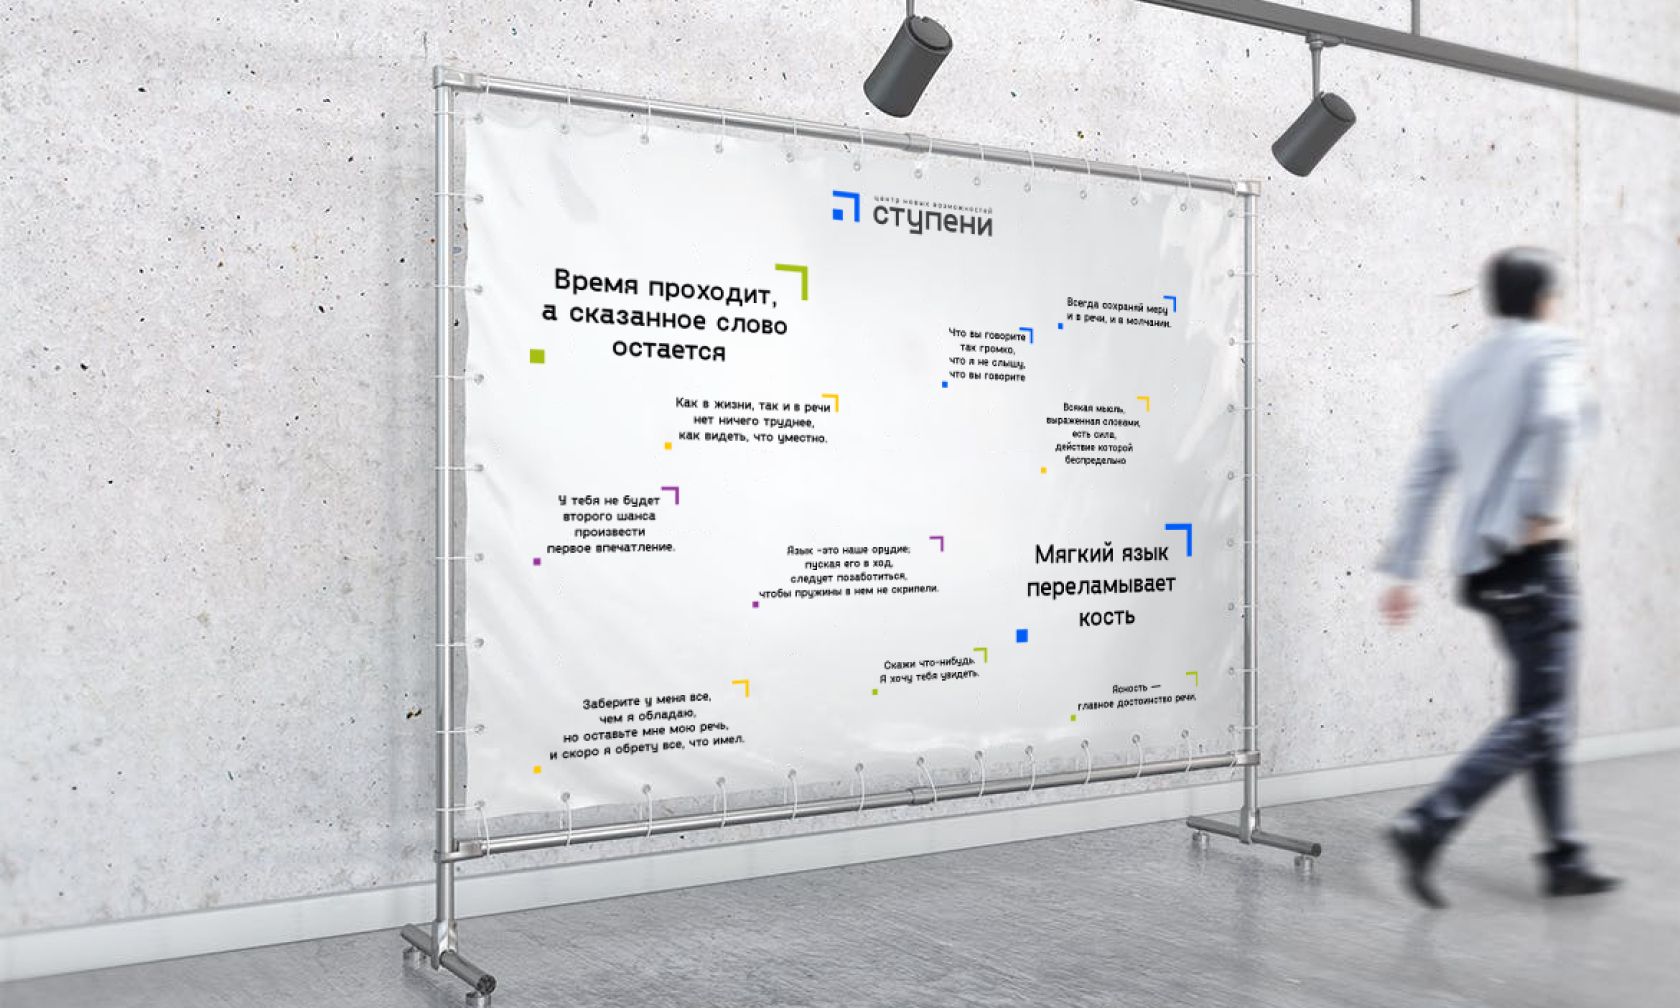 центр новых возможностей
ступени
Время проходит,
а сказанное слово
остается
Всегда сохраняй меру
и в речи, и в молчании.
Что вы говорите
так громко,
что я не слышу,
что вы говорите
Как в жизни, так и в речи
нет ничего труднее,
как видеть, что уместно.
Всякая мысль,
выраженная словами,
есть сила,
действие которой
беспредельно
У тебя не будет
второго шанса
произвести
первое впечатление.
Язык -это наше орудие;
пуская его в ход,
следует позаботиться,
чтобы пружины в нем не скрипели.
Мягкий язык
переламывает
кость
Скажи что-нибудь.
Я хочу тебя увидеть.
Ясность —
главное достоинство речи.
Заберите у меня все,
чем я обладаю,
но оставьте мне мою речь,
и скоро я обрету все, что имел.